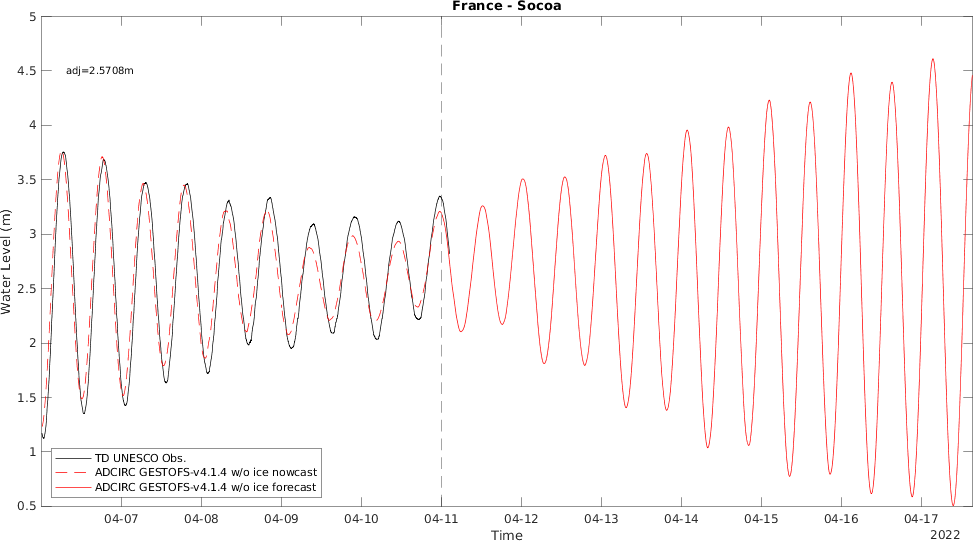 France - Socoa
adj=2.5708m
5
4.5
4
3.5
3
2.5
2
1.5
1
0.5
Water Level (m)
TD UNESCO Obs.
ADCIRC GESTOFS-v4.1.4 w/o ice nowcast
ADCIRC GESTOFS-v4.1.4 w/o ice forecast
04-07 04-08 04-09 04-10 04-11 04-12 04-13 04-14 04-15 04-16 04-17
Time
2022